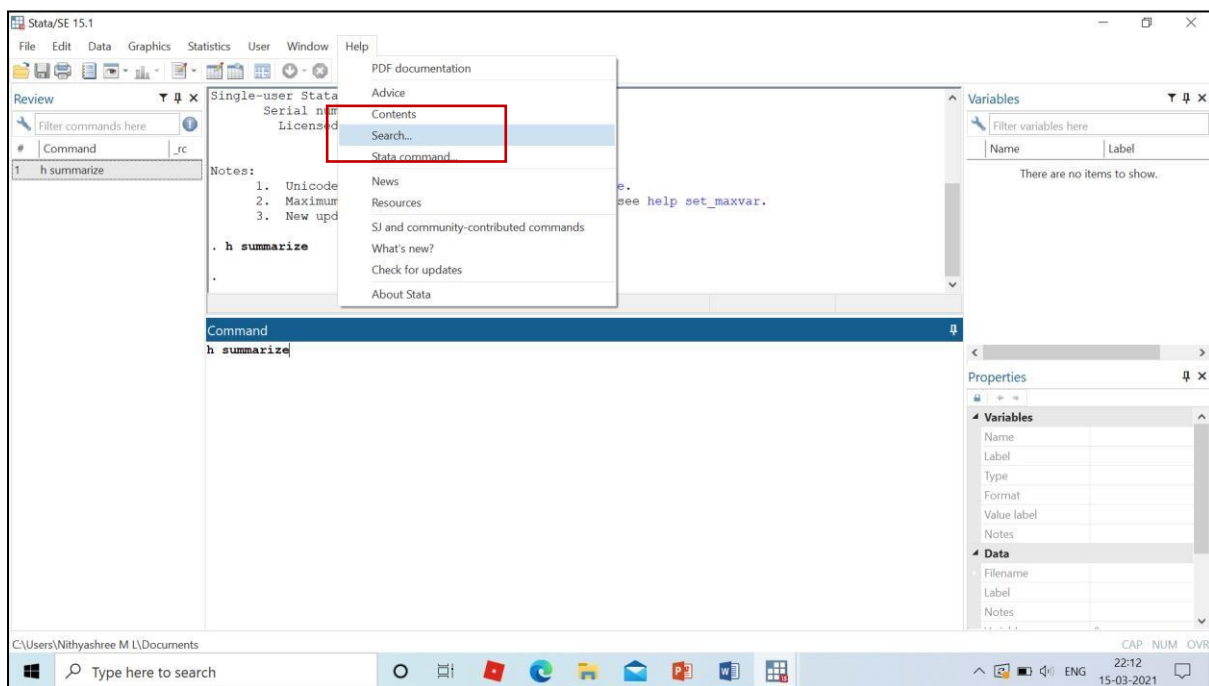 Stata/SE 15.1
File Edit Data Graphics Statistics User Window Help
Review
Filter commands here
# Command _rc
1 h summarize
Single-user Stata
Serial num
Licensed
Notes:
1. Unicode e.
2. Maximum see help set_maxvar.
3. New upd
. h summarize
.
PDF documentation
Advice
Contents
Search...
Stata command...
News
Resources
SJ and community-contributed commands
What's new?
Check for updates
About Stata
Command
h summarize
Variables
Filter variables here
Name Label
There are no items to show.
Properties
Variables
Name
Label
Type
Format
Value label
Notes
Data
Filename
Label
Notes
C:\Users\Nithyashree M L\Documents
CAP NUM OVR
Type here to search
ENG
22:12
15-03-2021